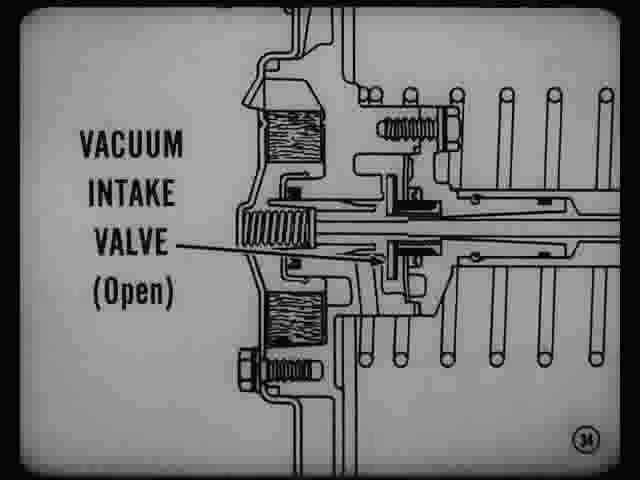 VACUUM
INTAKE
VALVE
(Open)
34